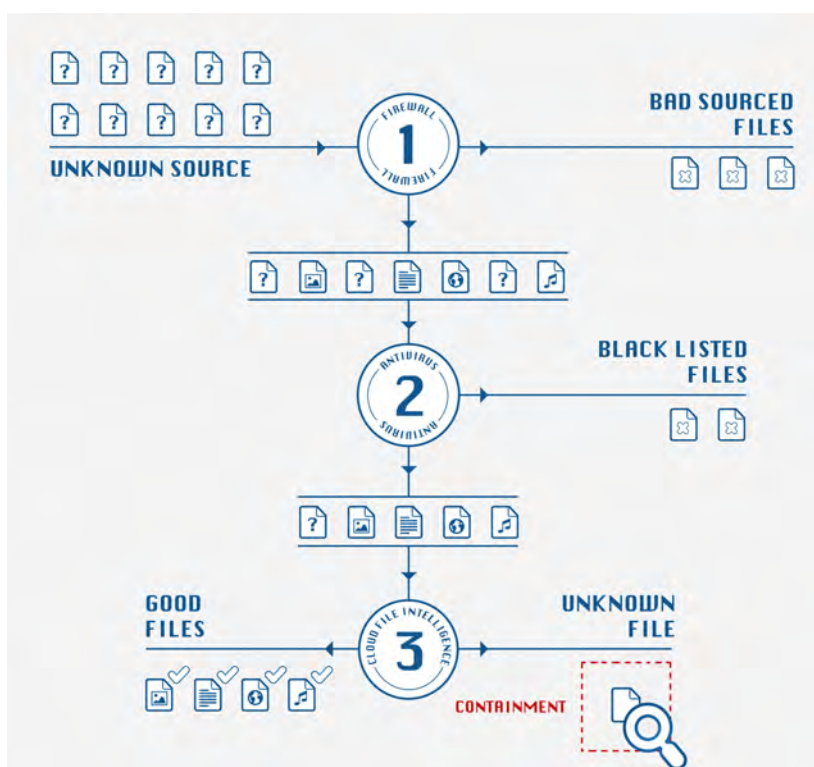 ? ? ? ? ?
? ? ? ? ?
UNKNOWN SOURCE
FIREWALL
1
FIREWALL
BAD SOURCED
FILES
? ? ?
ANTIVIRUS
2
ANTIVIRUS
BLACK LISTED
FILES
?
GOOD
FILES
CLOUD FILE INTELLIGENCE
3
UNKNOWN
FILE
CONTAINMENT